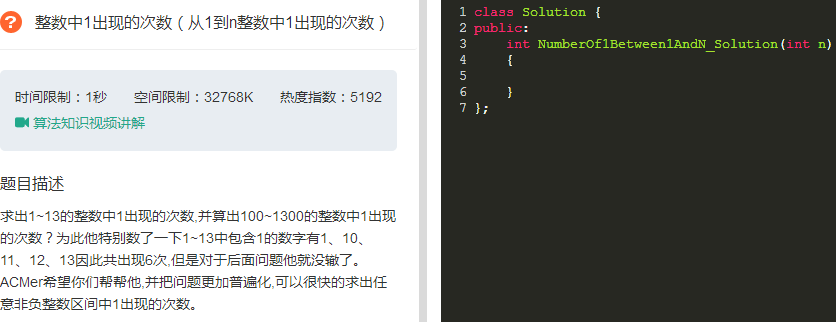 整数中1出现的次数（从1到n整数中1出现的次数）
时间限制：1秒 空间限制：32768K 热度指数：5192
算法知识视频讲解
题目描述
求出1~13的整数中1出现的次数,并算出100~1300的整数中1出现
的次数？为此他特别数了一下1~13中包含1的数字有1、10、
11、12、13因此共出现6次,但是对于后面问题他就没辙了。
ACMer希望你们帮帮他,并把问题更加普遍化,可以很快的求出任
意非负整数区间中1出现的次数。
1 class Solution {
2 public:
3     int NumberOf1Between1AndN_Solution(int n)
4     {
5
6     }
7 };